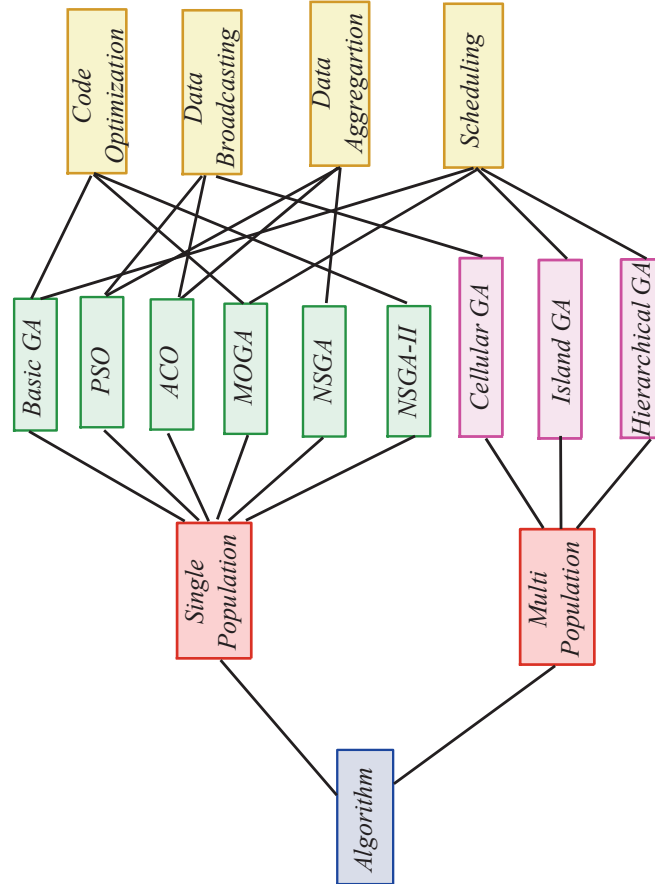 Algorithm
Single
Population
Multi
Population
Basic GA
PSO
ACO
MOGA
NSGA
NSGA-II
Cellular GA
Island GA
Hierarchical GA
Code
Optimization
Data
Broadcasting
Data
Aggregartion
Scheduling